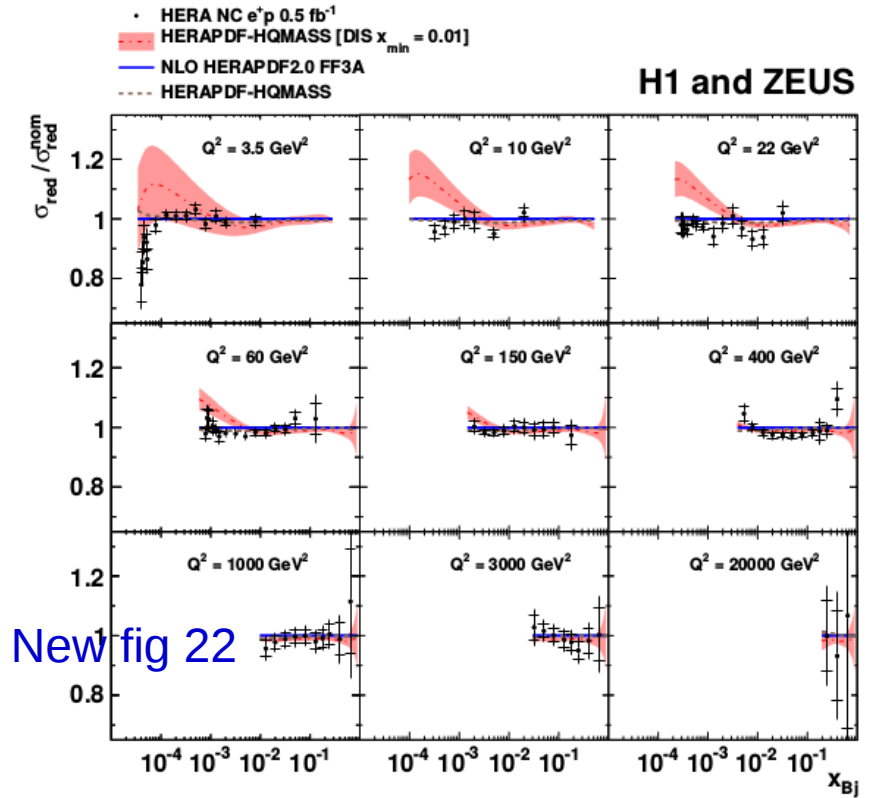 HERA NC e⁺p 0.5 fb⁻¹
HERAPDF-HQMASS [DIS x_min = 0.01]
NLO HERAPDF2.0 FF3A
HERAPDF-HQMASS
H1 and ZEUS
σ_red / σ_red^nom
Q² = 3.5 GeV²
Q² = 10 GeV²
Q² = 22 GeV²
1.2
1
0.8
Q² = 60 GeV²
Q² = 150 GeV²
Q² = 400 GeV²
1.2
1
0.8
Q² = 1000 GeV²
Q² = 3000 GeV²
Q² = 20000 GeV²
1.2
1
New fig 22
0.8
10⁻⁴ 10⁻³ 10⁻² 10⁻¹ 10⁻⁴ 10⁻³ 10⁻² 10⁻¹ 10⁻⁴ 10⁻³ 10⁻² 10⁻¹
x_Bj